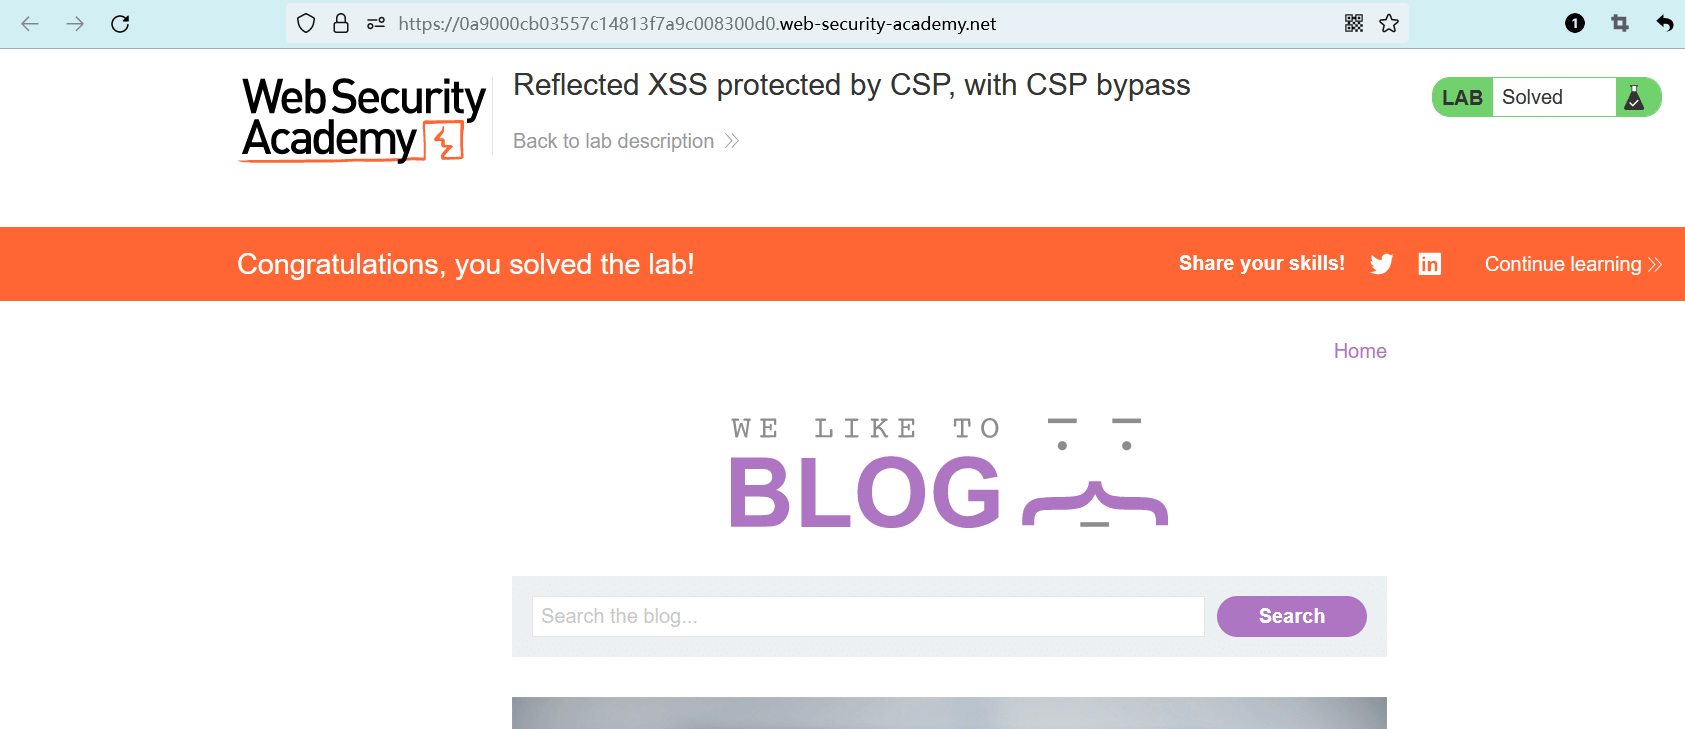 https://0a9000cb03557c14813f7a9c008300d0.web-security-academy.net
1
Web Security
Academy
Reflected XSS protected by CSP, with CSP bypass
Back to lab description
LAB Solved
Congratulations, you solved the lab!
Share your skills!
in
Continue learning
Home
WE LIKE TO
BLOG
Search the blog...
Search